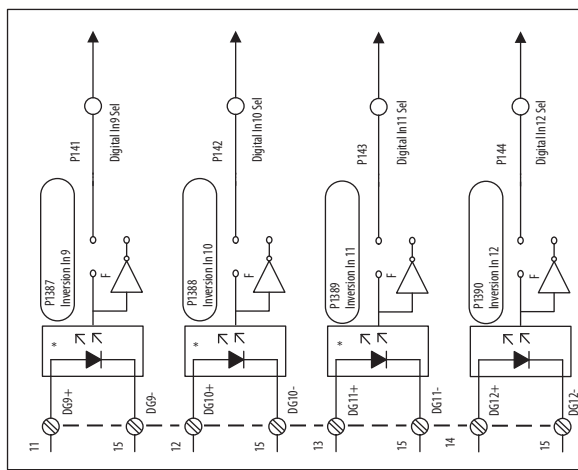 P141
Digital In9 Sel
P1387
Inversion In 9
F
*
DG9+
DG9-
11
15
P142
Digital In10 Sel
P1388
Inversion In 10
F
*
DG10+
DG10-
12
15
P143
Digital In11 Sel
P1389
Inversion In 11
F
*
DG11+
DG11-
13
15
P144
Digital In12 Sel
P1390
Inversion In 12
F
DG12+
DG12-
14
15